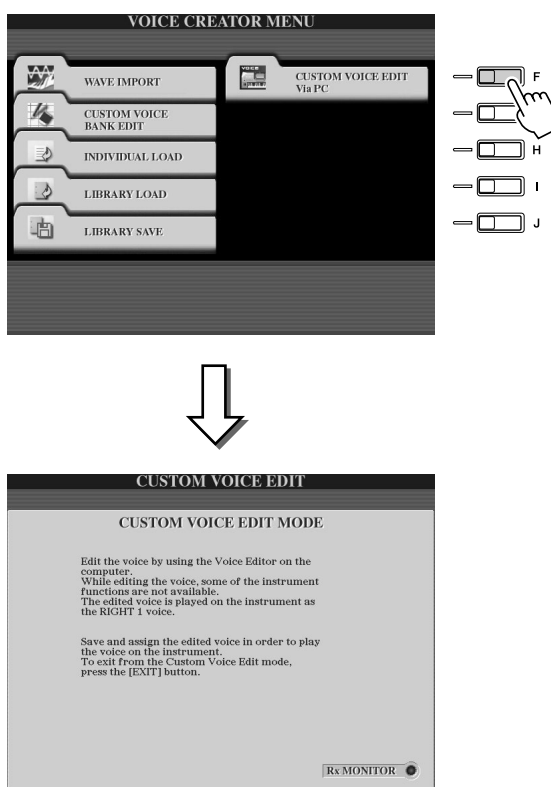 VOICE CREATOR MENU
WAVE IMPORT
CUSTOM VOICE
BANK EDIT
INDIVIDUAL LOAD
LIBRARY LOAD
LIBRARY SAVE
VOICE
CUSTOM VOICE EDIT
Via PC
F
H
I
J
CUSTOM VOICE EDIT
CUSTOM VOICE EDIT MODE
Edit the voice by using the Voice Editor on the
computer.
While editing the voice, some of the instrument
functions are not available.
The edited voice is played on the instrument as
the RIGHT 1 voice.
Save and assign the edited voice in order to play
the voice on the instrument.
To exit from the Custom Voice Edit mode,
press the [EXIT] button.
Rx MONITOR